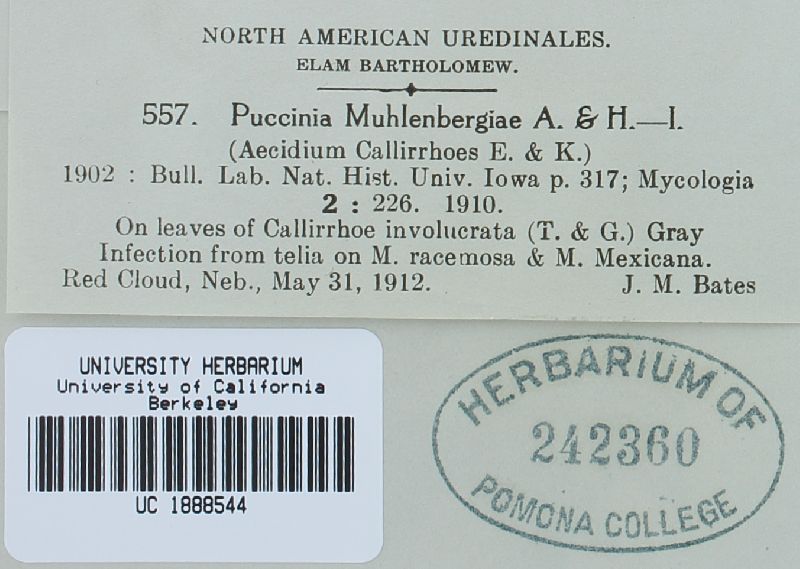 NORTH AMERICAN UREDINALES.
ELAM BARTHOLOMEW.
557. Puccinia Muhlenbergiae A. & H.—I.
(Aecidium Callirrhoes E. & K.)
1902 : Bull. Lab. Nat. Hist. Univ. Iowa p. 317; Mycologia
2 : 226. 1910.
On leaves of Callirrhoe involucrata (T. & G.) Gray
Infection from telia on M. racemosa & M. Mexicana.
Red Cloud, Neb., May 31, 1912. J. M. Bates
UNIVERSITY HERBARIUM
University of California
Berkeley
UC 1888544
HERBARIUM OF
242360
POMONA COLLEGE